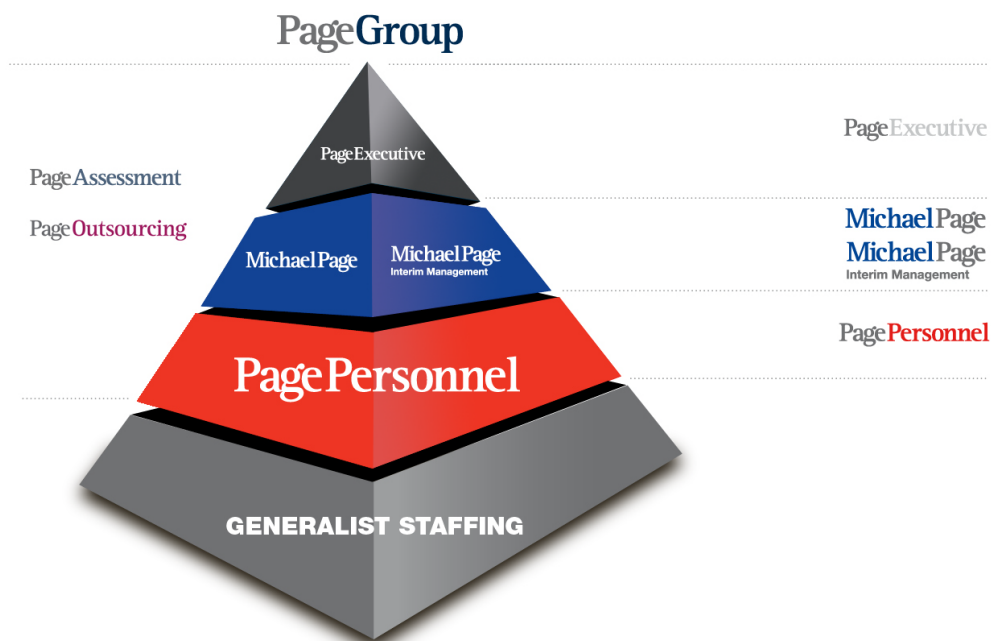 PageGroup
PageExecutive
PageExecutive
PageAssessment
PageOutsourcing
MichaelPage
MichaelPage
Interim Management
MichaelPage
MichaelPage
Interim Management
PagePersonnel
PagePersonnel
GENERALIST STAFFING